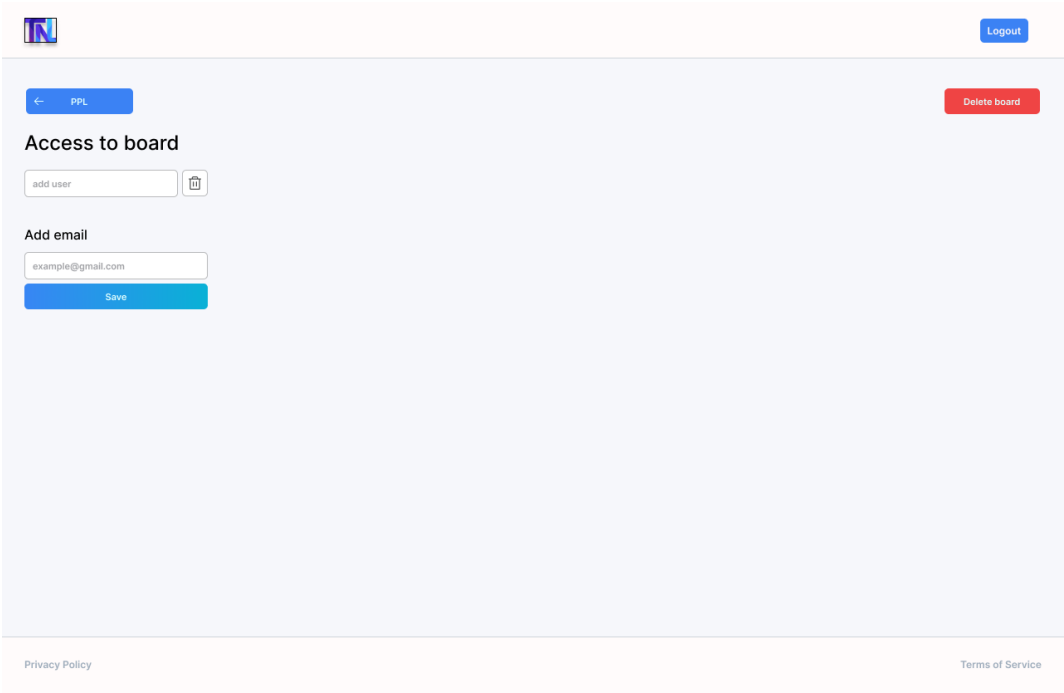 TN
Logout
PPL
Delete board
Access to board
add user
Add email
example@gmail.com
Save
Privacy Policy
Terms of Service